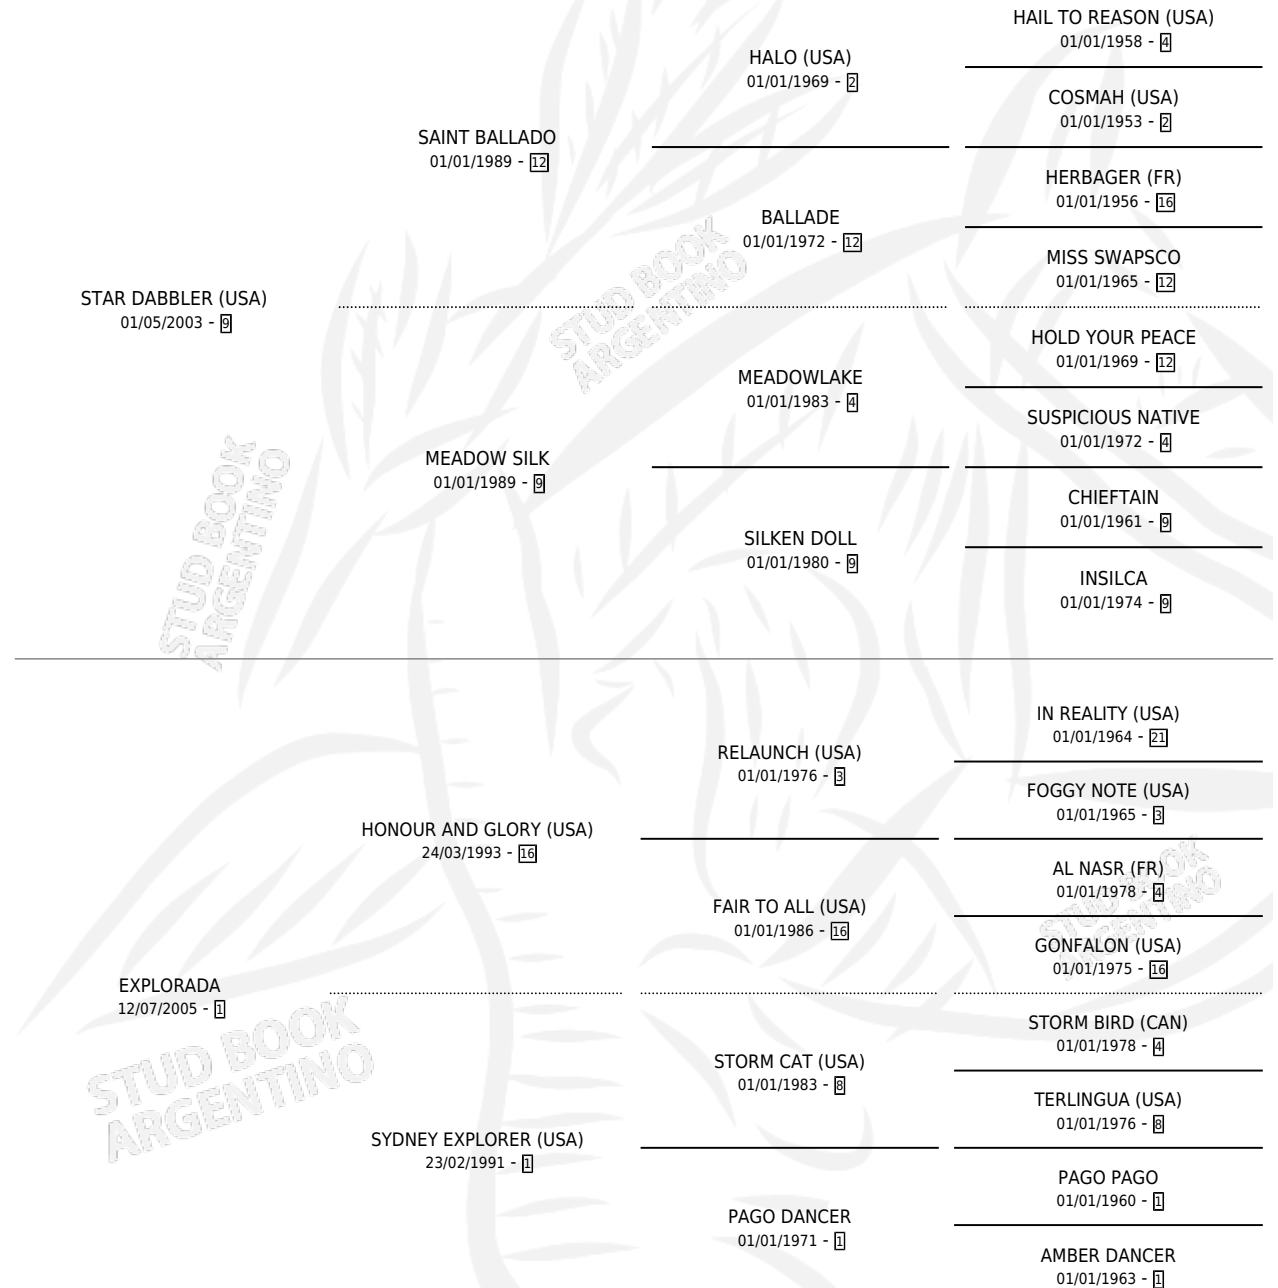 HAIL TO REASON (USA)
01/01/1958 - 4
HALO (USA)
01/01/1969 - 2
COSMAH (USA)
01/01/1953 - 2
SAINT BALLADO
01/01/1989 - 12
HERBAGER (FR)
01/01/1956 - 16
BALLADE
01/01/1972 - 12
MISS SWAPSCO
01/01/1965 - 12
STAR DABBLER (USA)
01/05/2003 - 9
HOLD YOUR PEACE
01/01/1969 - 12
MEADOWLAKE
01/01/1983 - 4
SUSPICIOUS NATIVE
01/01/1972 - 4
MEADOW SILK
01/01/1989 - 9
CHIEFTAIN
01/01/1961 - 9
SILKEN DOLL
01/01/1980 - 9
INSILCA
01/01/1974 - 9
IN REALITY (USA)
01/01/1964 - 21
RELAUNCH (USA)
01/01/1976 - 3
FOGGY NOTE (USA)
01/01/1965 - 3
HONOUR AND GLORY (USA)
24/03/1993 - 16
AL NASR (FR)
01/01/1978 - 4
FAIR TO ALL (USA)
01/01/1986 - 16
GONFALON (USA)
01/01/1975 - 16
EXPLORADA
12/07/2005 - 1
STORM BIRD (CAN)
01/01/1978 - 4
STORM CAT (USA)
01/01/1983 - 8
TERLINGUA (USA)
01/01/1976 - 8
SYDNEY EXPLORER (USA)
23/02/1991 - 1
PAGO PAGO
01/01/1960 - 1
PAGO DANCER
01/01/1971 - 1
AMBER DANCER
01/01/1963 - 1
STUD BOOK
ARGENTINO
STUD BOOK
ARGENTINO
STUD BOOK
ARGENTINO
STUD BOOK
ARGENTINO